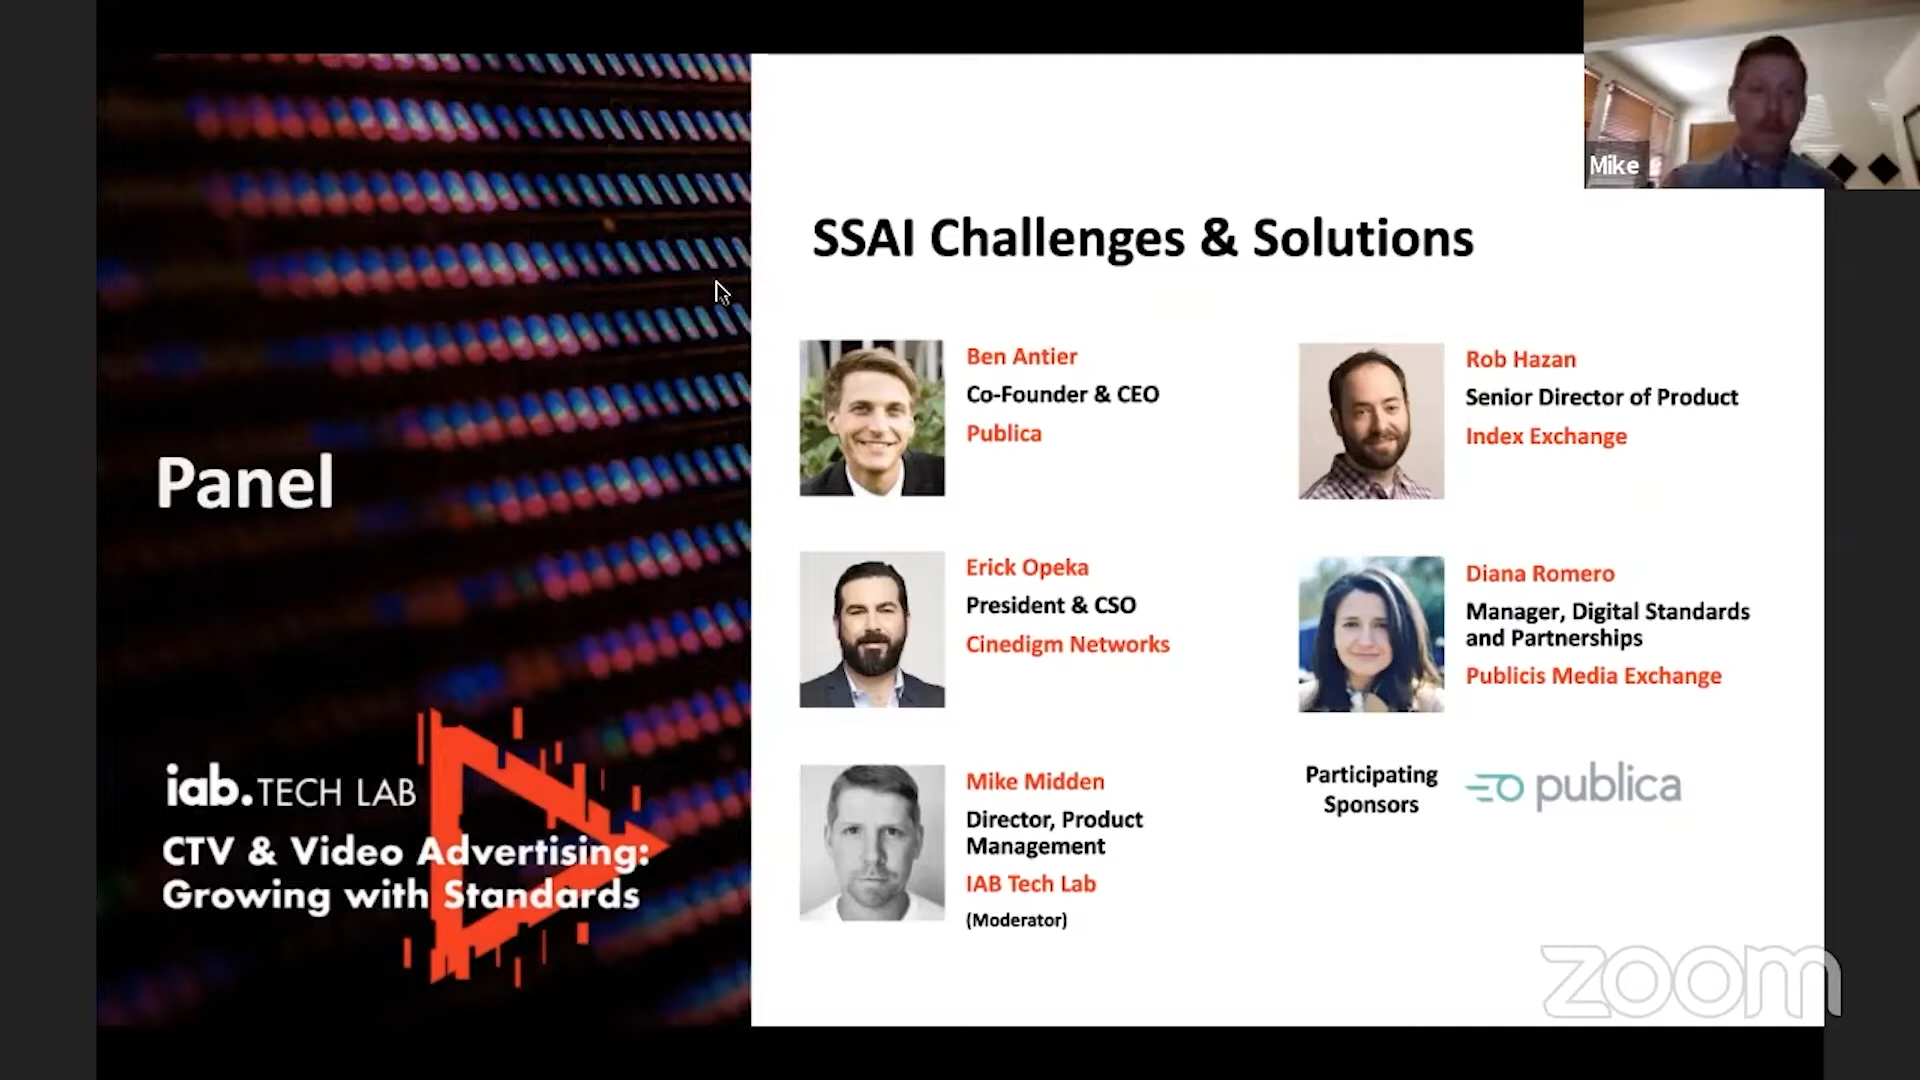 Mike
Panel
iab.TECH LAB
CTV & Video Advertising:
Growing with Standards
SSAI Challenges & Solutions
Ben Antier
Co-Founder & CEO
Publica
Rob Hazan
Senior Director of Product
Index Exchange
Erick Opeka
President & CSO
Cinedigm Networks
Diana Romero
Manager, Digital Standards
and Partnerships
Publicis Media Exchange
Mike Midden
Director, Product
Management
IAB Tech Lab
(Moderator)
Participating
Sponsors
publica
zoom